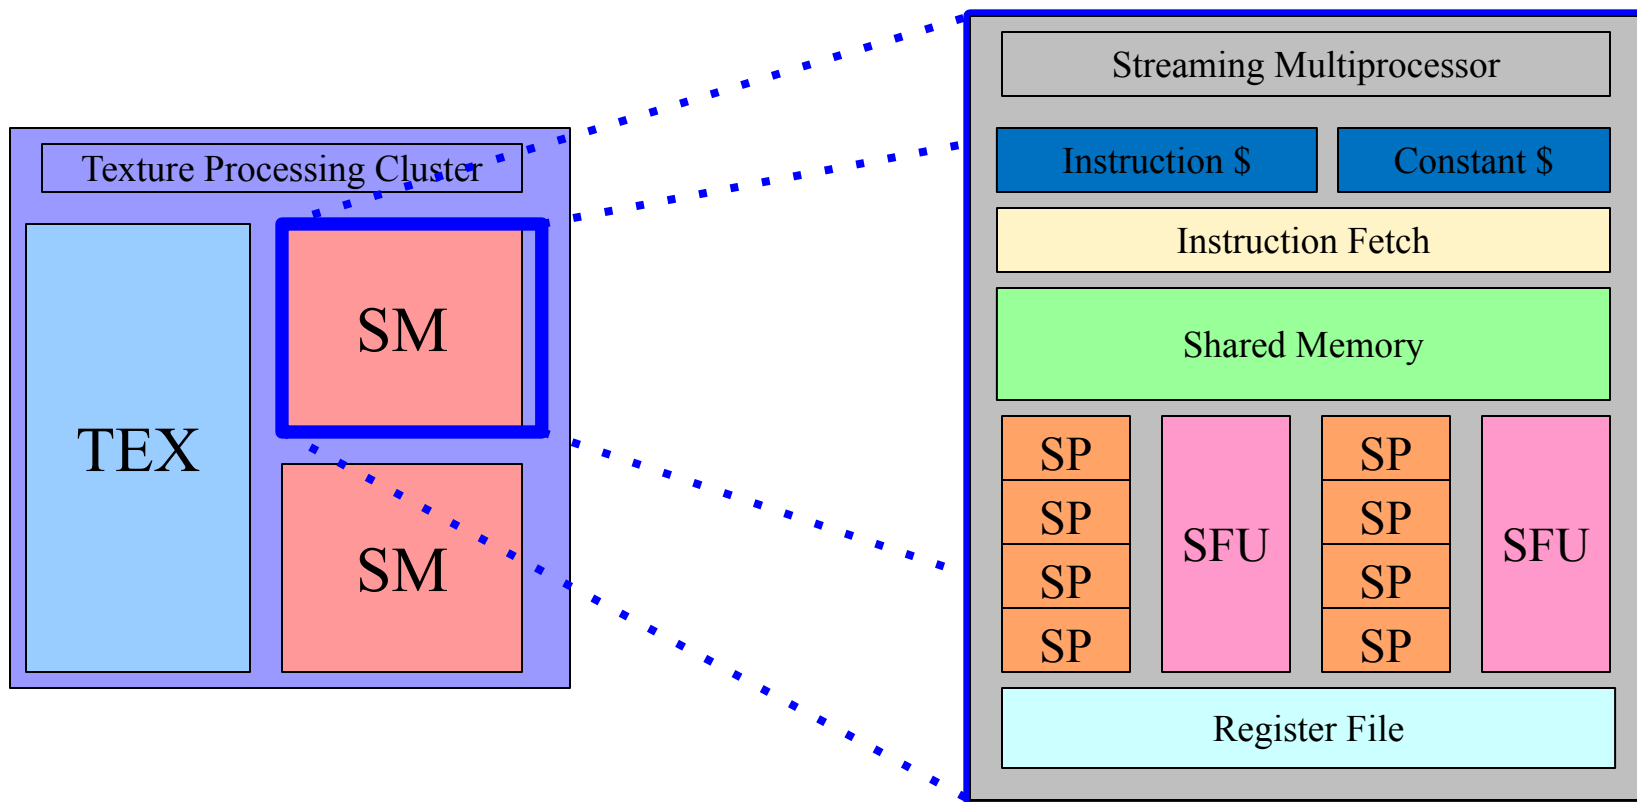 Texture Processing Cluster
TEX
SM
SM
Streaming Multiprocessor
Instruction $
Constant $
Instruction Fetch
Shared Memory
SP
SP
SP
SP
SFU
SP
SP
SP
SP
SFU
Register File